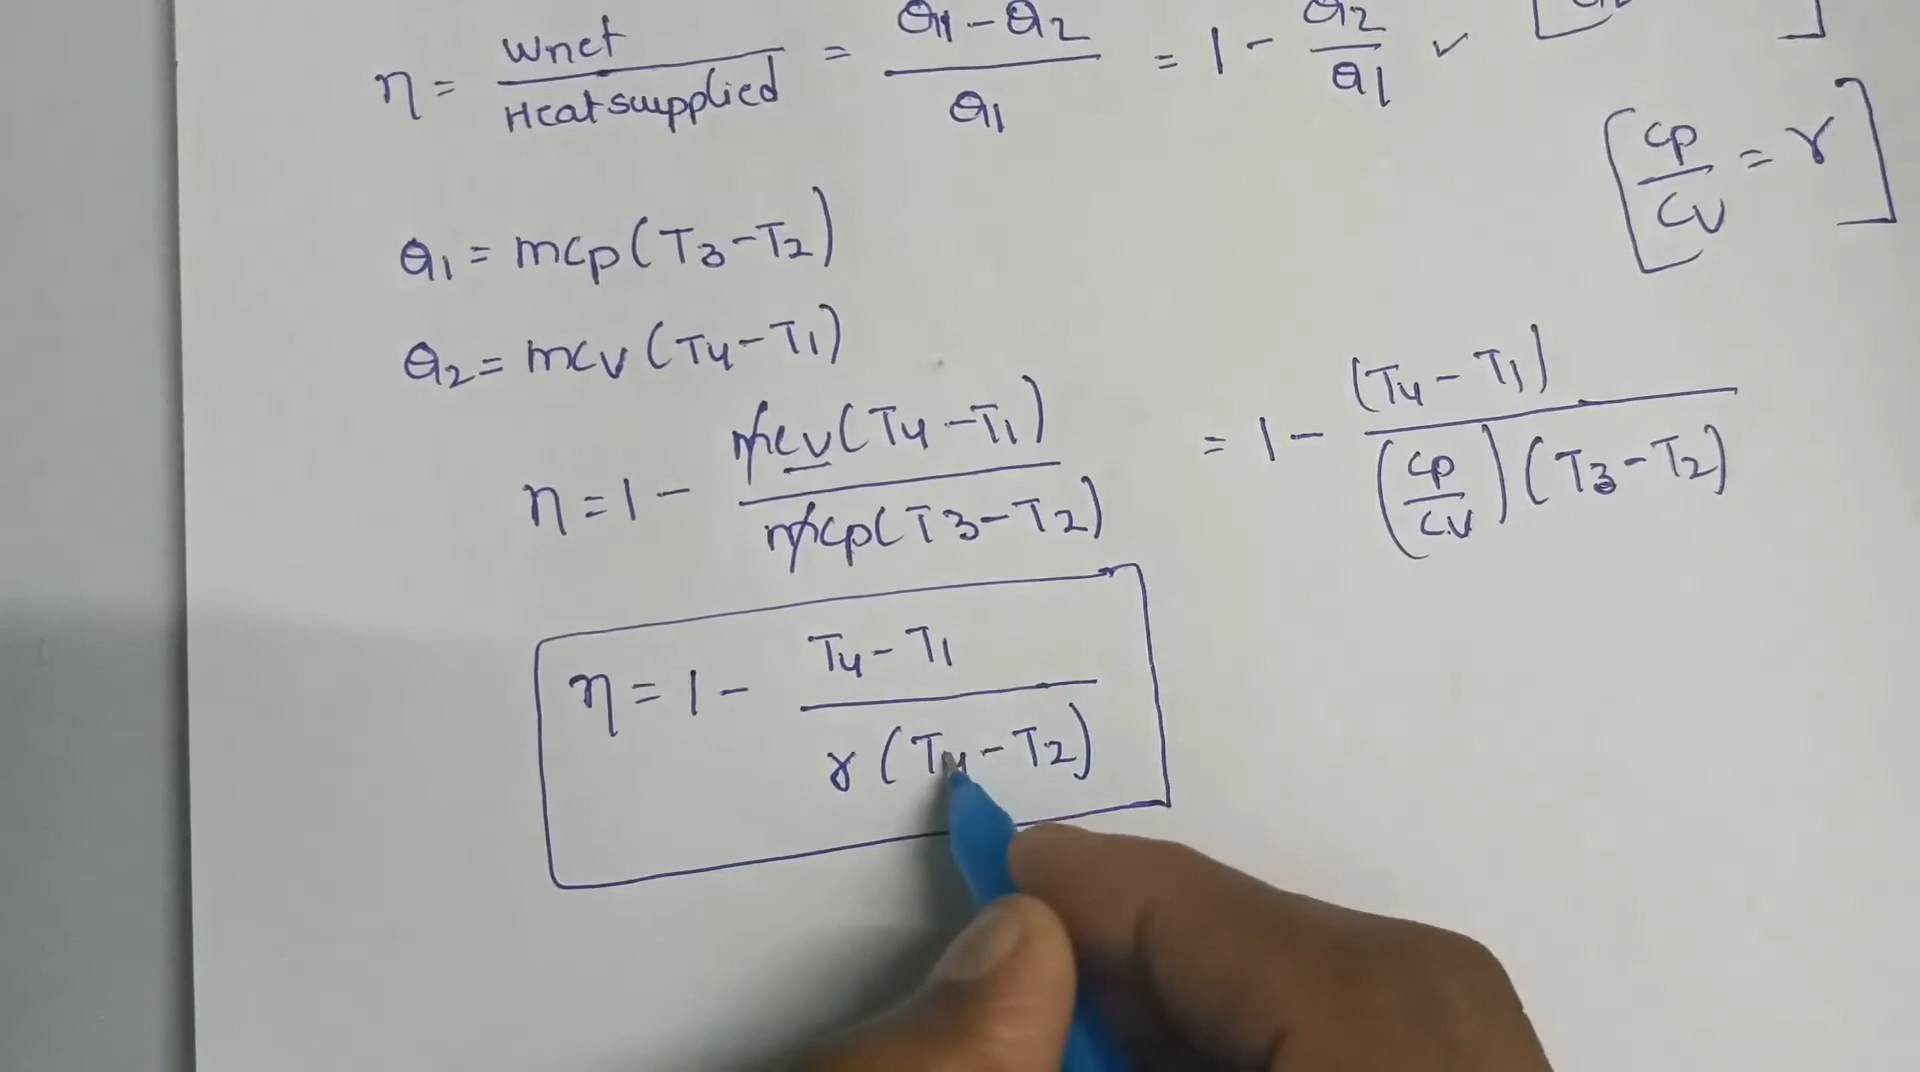 η = Wnet / Heat supplied = Q1 - Q2 / Q1 = 1 - Q2 / Q1 ✓
[Cp / Cv = γ]
Q1 = mcp (T3 - T2)
Q2 = mcv (T4 - T1)
η = 1 - mcv (T4 - T1) / mcp (T3 - T2) = 1 - (T4 - T1) / (Cp / Cv) (T3 - T2)
η = 1 - T4 - T1 / γ (T4 - T2)